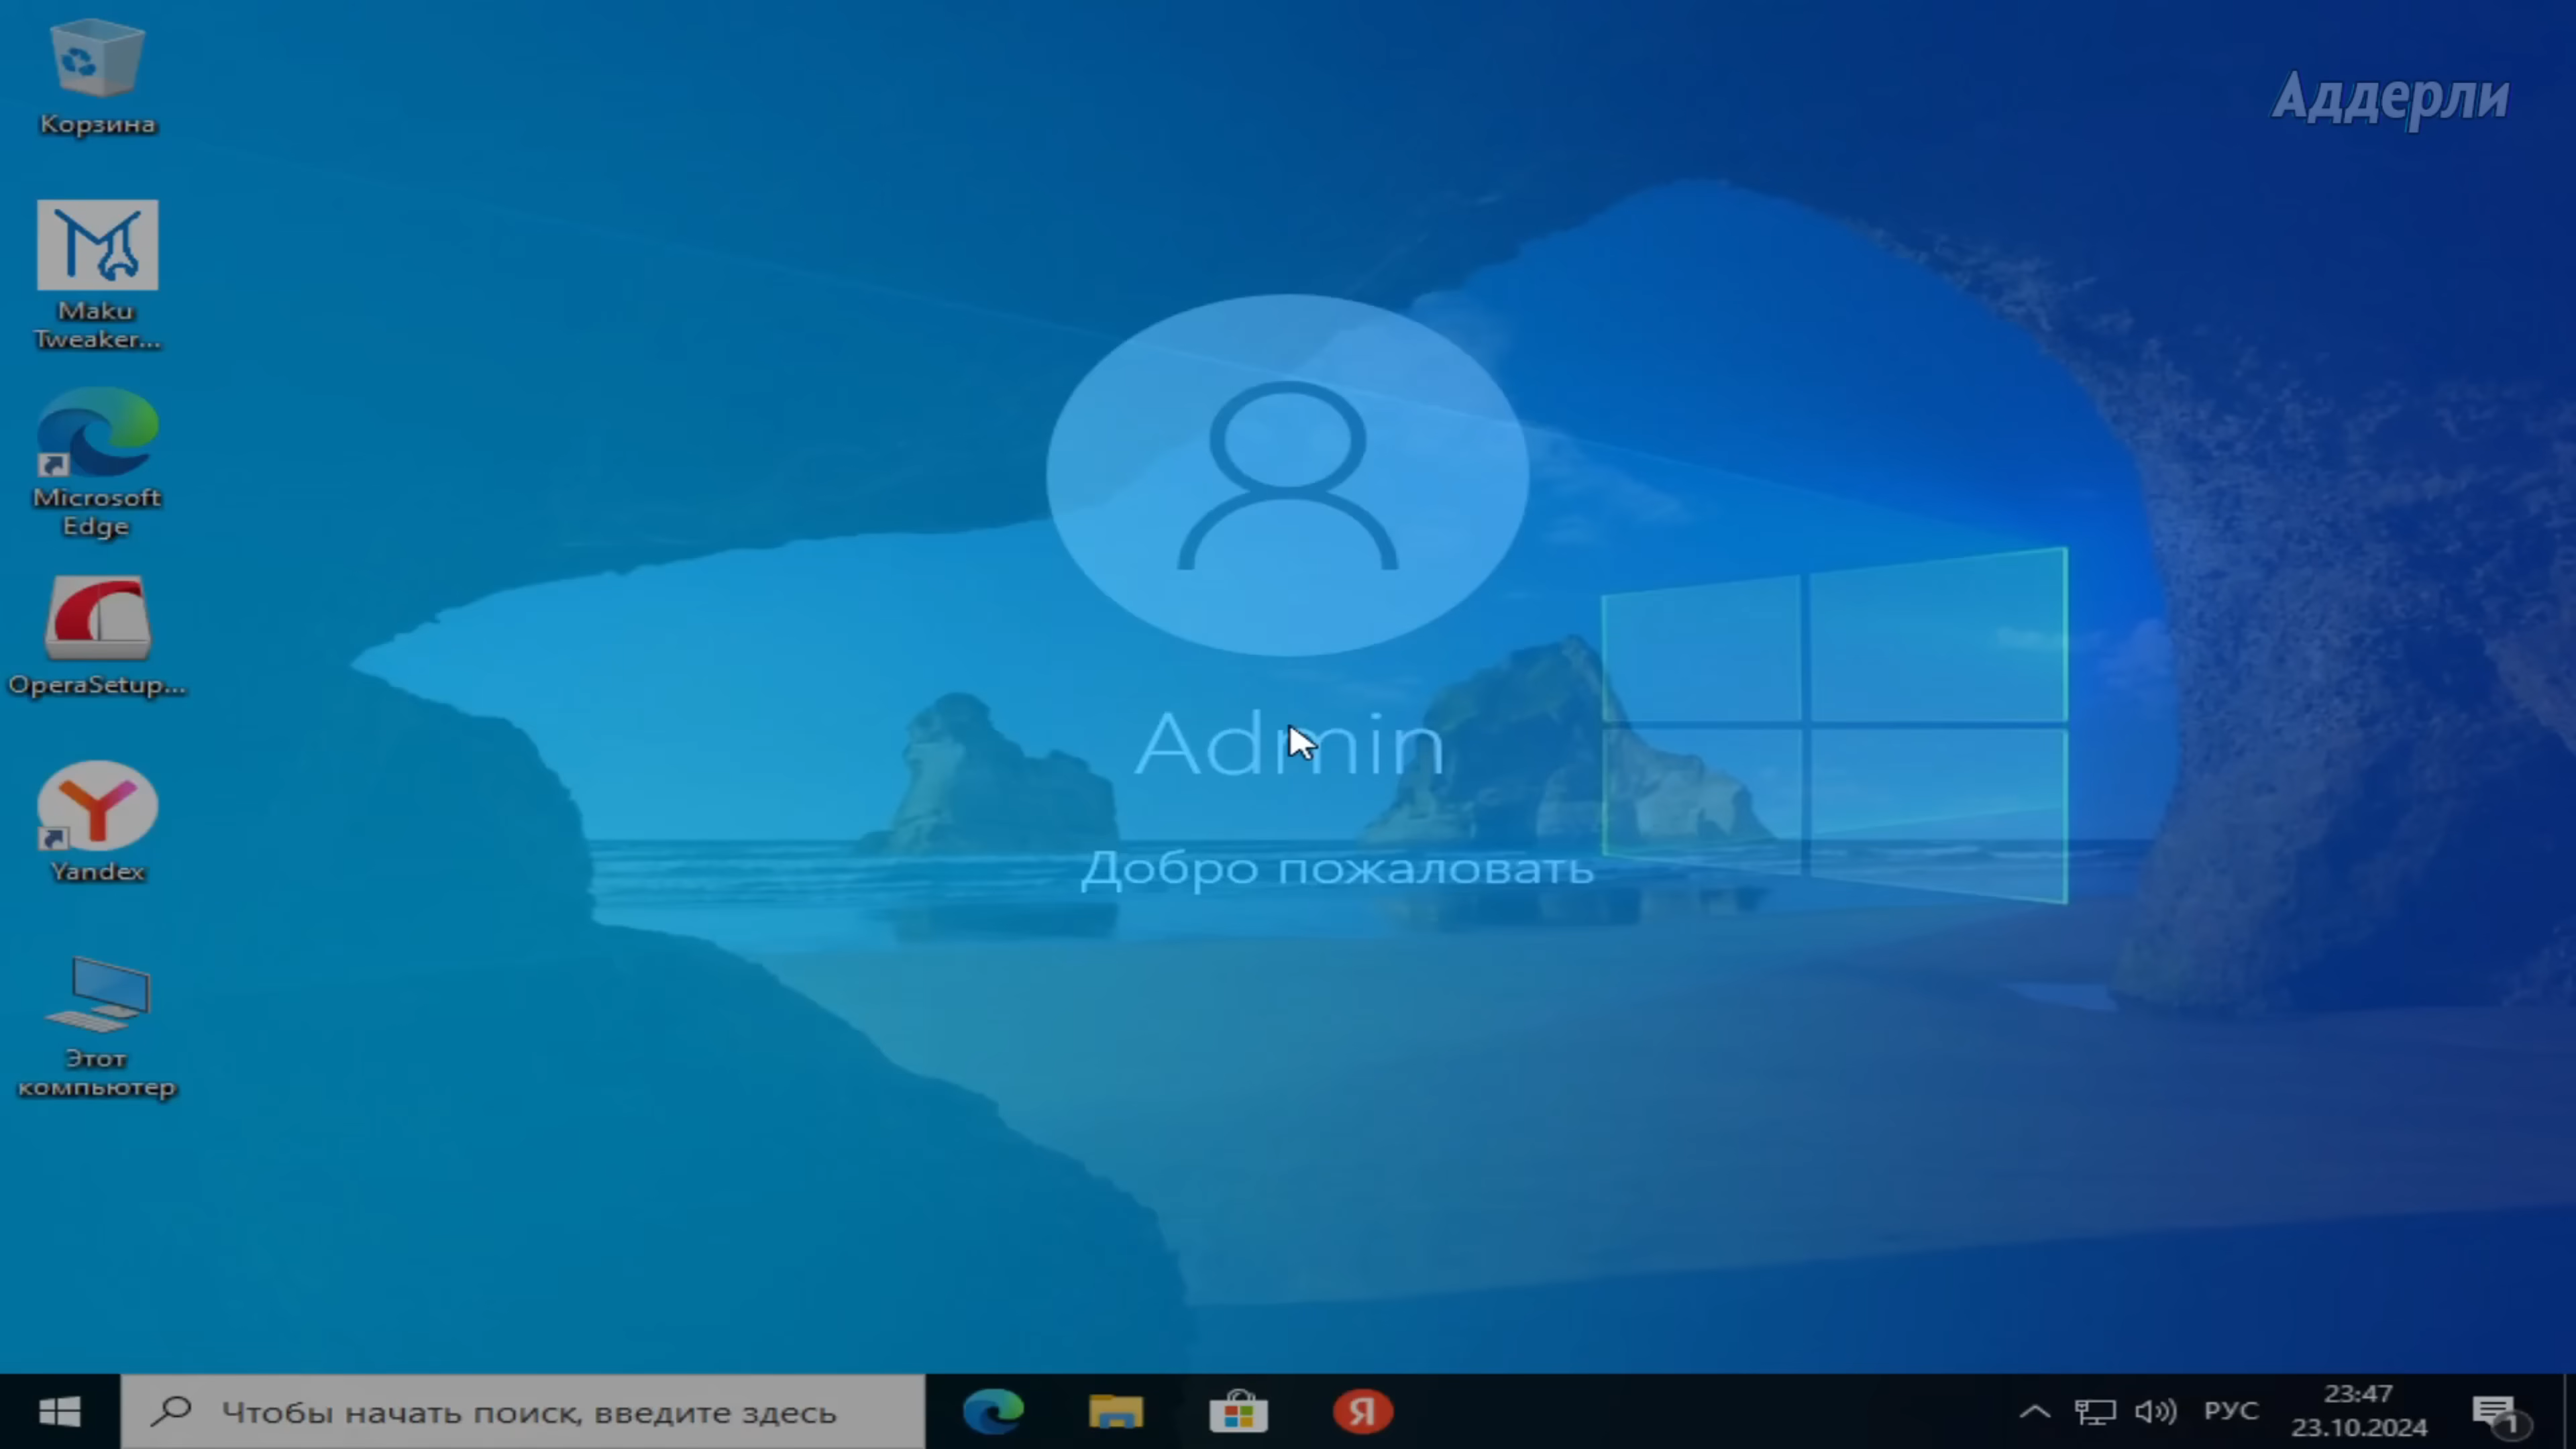 Корзина
Аддерли
Maku
Tweaker...
Microsoft
Edge
OperaSetup...
Yandex
Этот
компьютер
Admin
Добро пожаловать
Чтобы начать поиск, введите здесь
Я
РУС
23:47
23.10.2024
1